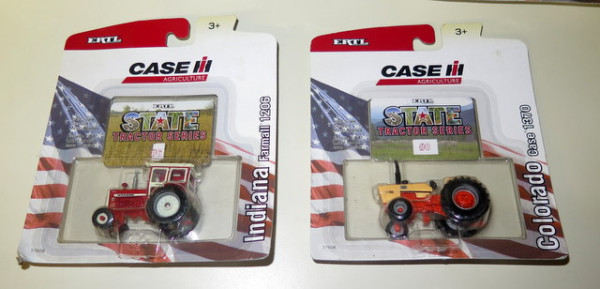 ERTL
3+
CASE IH
AGRICULTURE
ERTL
STATE
TRACTOR SERIES
Indiana
Farmall 1206
ERTL
3+
CASE IH
AGRICULTURE
ERTL
STATE
TRACTOR SERIES
Colorado
Case 1370